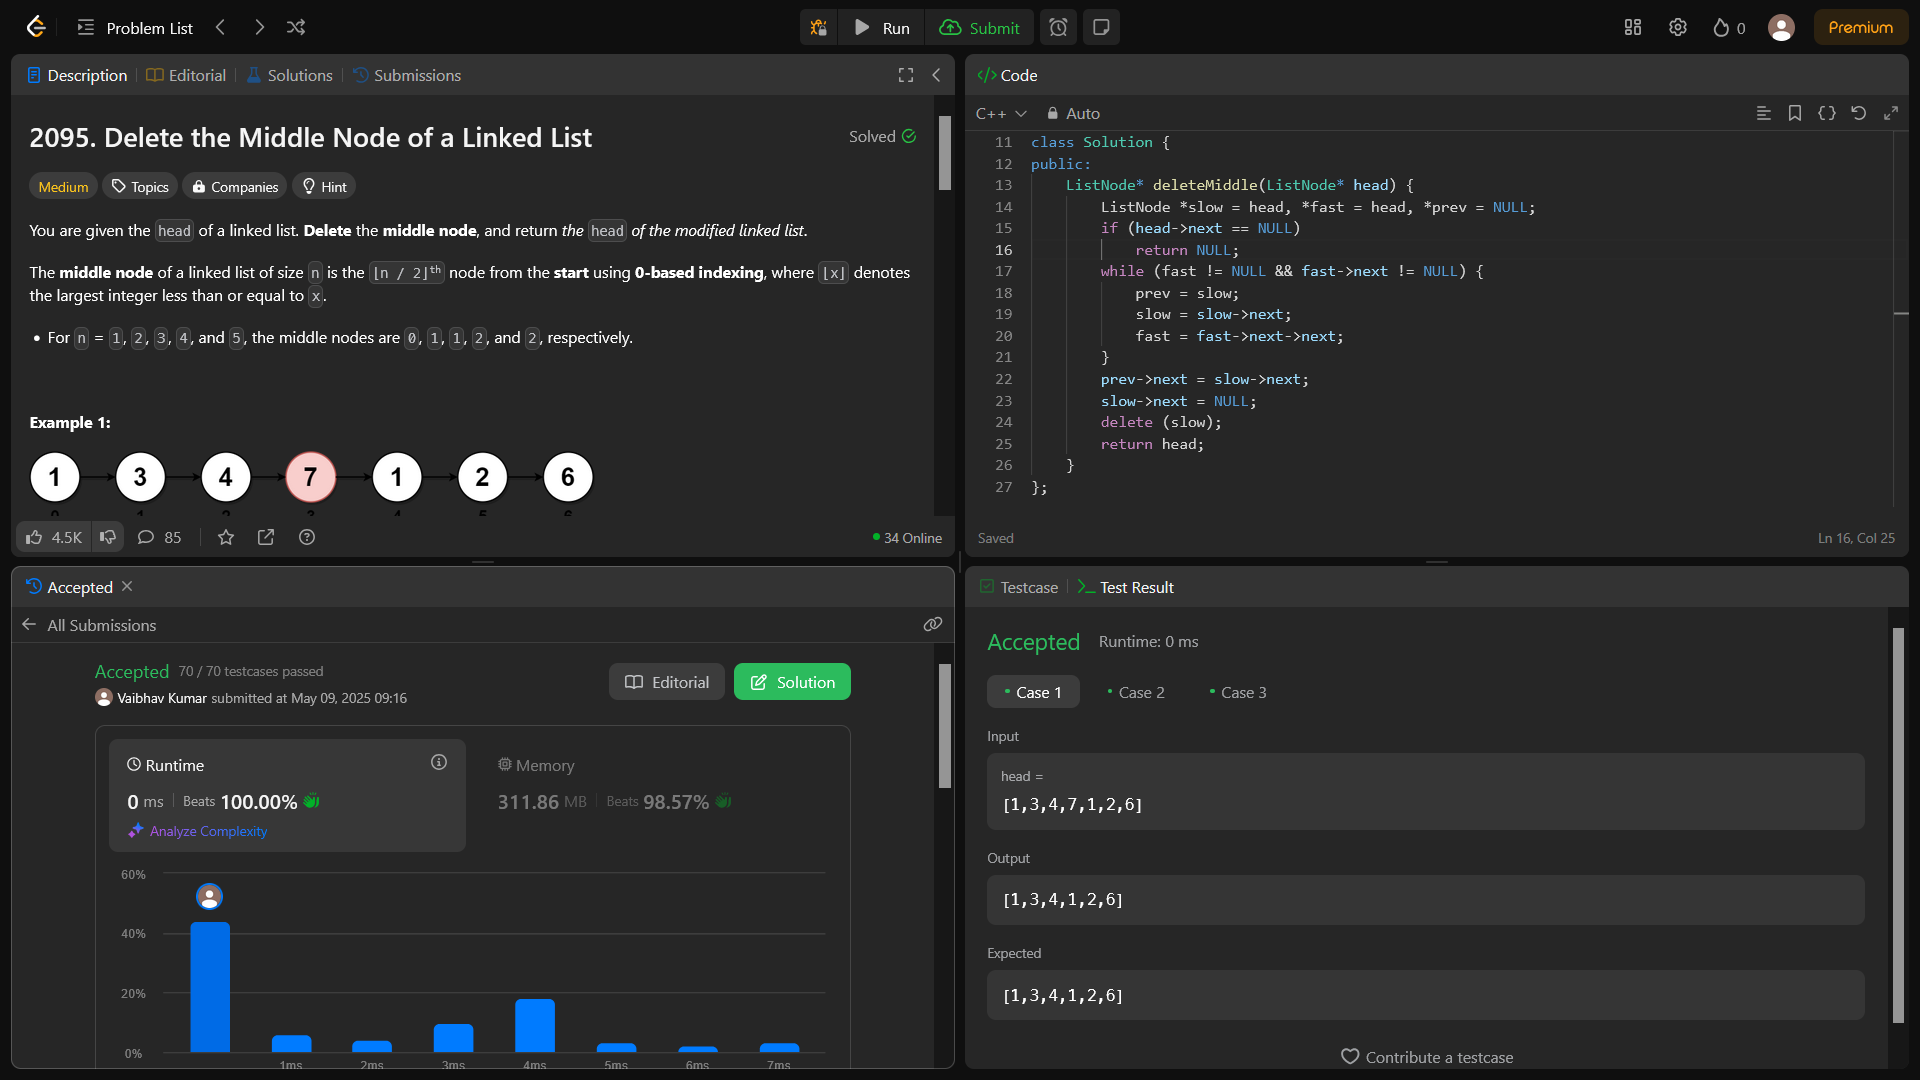 Problem List
Run
Submit
0
Premium
Description
Editorial
Solutions
Submissions
2095. Delete the Middle Node of a Linked List
Solved
Medium
Topics
Companies
Hint
You are given the head of a linked list. Delete the middle node, and return the head of the modified linked list.
The middle node of a linked list of size n is the ⌊n / 2⌋th node from the start using 0-based indexing, where ⌊x⌋ denotes
the largest integer less than or equal to x.
• For n = 1, 2, 3, 4, and 5, the middle nodes are 0, 1, 1, 2, and 2, respectively.
Example 1:
1 3 4 7 1 2 6
0 1 2 3 4 5 6
4.5K
85
34 Online
Code
C++
Auto
11 class Solution {
12 public:
13     ListNode* deleteMiddle(ListNode* head) {
14         ListNode *slow = head, *fast = head, *prev = NULL;
15         if (head->next == NULL)
16             return NULL;
17         while (fast != NULL && fast->next != NULL) {
18             prev = slow;
19             slow = slow->next;
20             fast = fast->next->next;
21         }
22         prev->next = slow->next;
23         slow->next = NULL;
24         delete (slow);
25         return head;
26     }
27 };
Saved
Ln 16, Col 25
Accepted
All Submissions
Accepted 70 / 70 testcases passed
Vaibhav Kumar submitted at May 09, 2025 09:16
Editorial
Solution
Runtime
0 ms Beats 100.00%
Analyze Complexity
Memory
311.86 MB Beats 98.57%
60%
40%
20%
0%
1ms 2ms 3ms 4ms 5ms 6ms 7ms
Testcase
Test Result
Accepted Runtime: 0 ms
Case 1
Case 2
Case 3
Input
head =
[1,3,4,7,1,2,6]
Output
[1,3,4,1,2,6]
Expected
[1,3,4,1,2,6]
Contribute a testcase